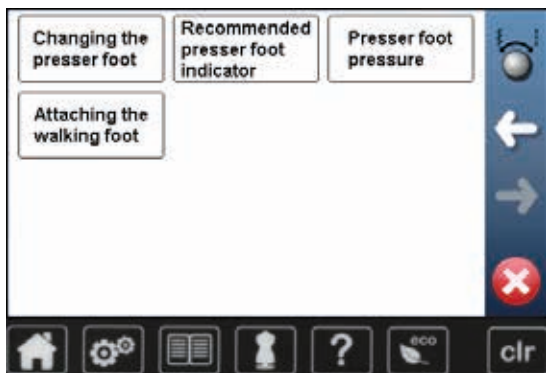 Changing the
presser foot
Recommended
presser foot
indicator
Presser foot
pressure
Attaching the
walking foot
?
eco
clr